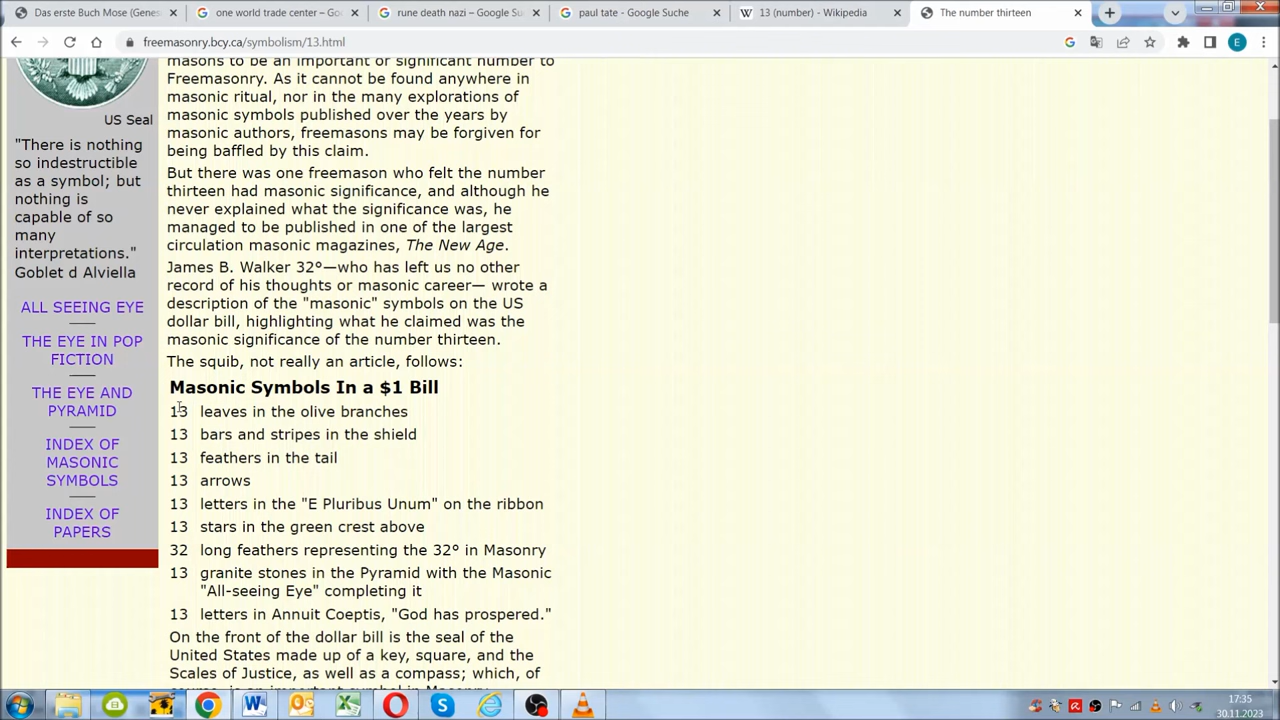 Das erste Buch Mose (Genes
one world trade center – Go
rune death nazi – Google Su
paul tate - Google Suche
13 (number) – Wikipedia
The number thirteen
freemasonry.bcy.ca/symbolism/13.html
E
US Seal
"There is nothing
so indestructible
as a symbol; but
nothing is
capable of so
many
interpretations."
Goblet d Alviella
ALL SEEING EYE
THE EYE IN POP
FICTION
THE EYE AND
PYRAMID
INDEX OF
MASONIC
SYMBOLS
INDEX OF
PAPERS
masons to be an important or significant number to
Freemasonry. As it cannot be found anywhere in
masonic ritual, nor in the many explorations of
masonic symbols published over the years by
masonic authors, freemasons may be forgiven for
being baffled by this claim.
But there was one freemason who felt the number
thirteen had masonic significance, and although he
never explained what the significance was, he
managed to be published in one of the largest
circulation masonic magazines, The New Age.
James B. Walker 32°—who has left us no other
record of his thoughts or masonic career— wrote a
description of the "masonic" symbols on the US
dollar bill, highlighting what he claimed was the
masonic significance of the number thirteen.
The squib, not really an article, follows:
Masonic Symbols In a $1 Bill
13 leaves in the olive branches
13 bars and stripes in the shield
13 feathers in the tail
13 arrows
13 letters in the "E Pluribus Unum" on the ribbon
13 stars in the green crest above
32 long feathers representing the 32° in Masonry
13 granite stones in the Pyramid with the Masonic
"All-seeing Eye" completing it
13 letters in Annuit Coeptis, "God has prospered."
On the front of the dollar bill is the seal of the
United States made up of a key, square, and the
Scales of Justice, as well as a compass; which, of
17:35
30.11.2023